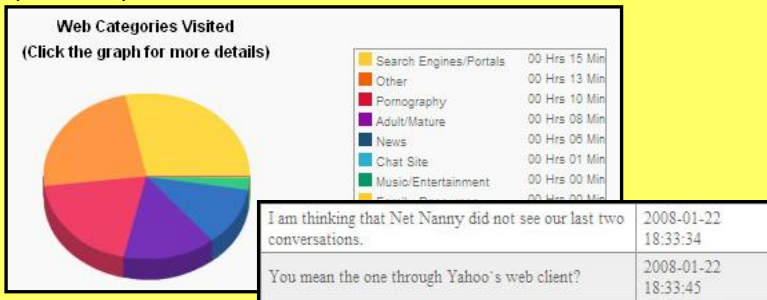 Web Categories Visited
(Click the graph for more details)
Search Engines/Portals 00 Hrs 15 Min
Other 00 Hrs 13 Min
Pornography 00 Hrs 10 Min
Adult/Mature 00 Hrs 08 Min
News 00 Hrs 06 Min
Chat Site 00 Hrs 01 Min
Music/Entertainment 00 Hrs 00 Min
I am thinking that Net Nanny did not see our last two 2008-01-22
conversations. 18:33:34
You mean the one through Yahoo`s web client? 2008-01-22
18:33:45